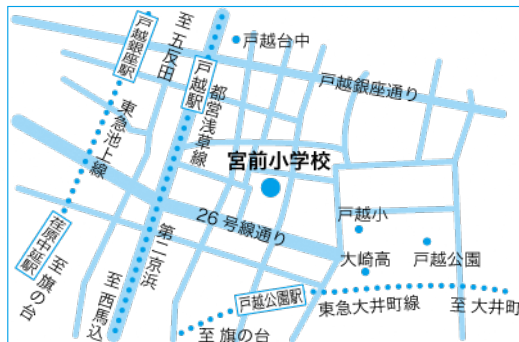 戸越銀座駅
至 五反田
戸越台中
戸越駅
都営浅草線
戸越銀座通り
東急池上線
宮前小学校
26号線通り
戸越小
荏原中延駅
至 旗の台
第二京浜
至 西馬込
大崎高
戸越公園
戸越公園駅
東急大井町線
至 大井町
至 旗の台